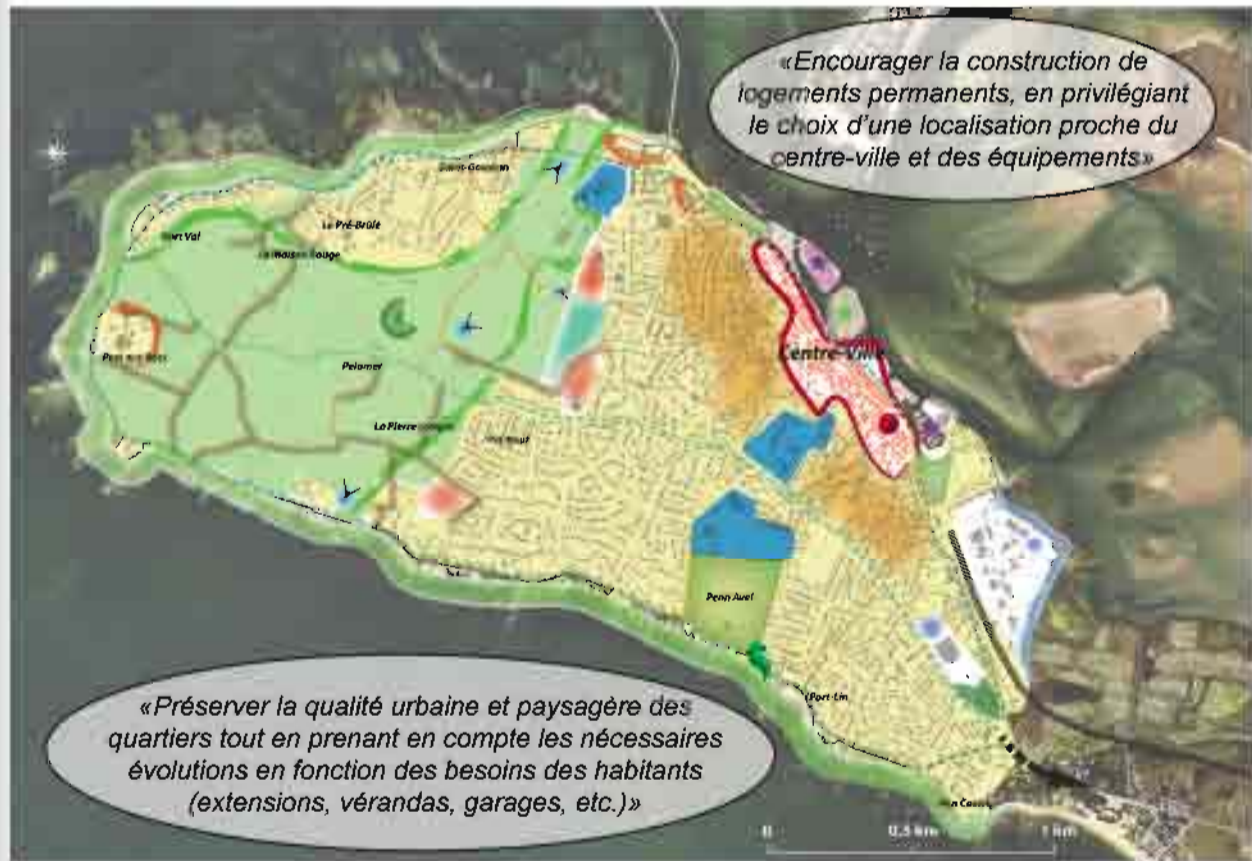 «Encourager la construction de
logements permanents, en privilégiant
le choix d'une localisation proche du
centre-ville et des équipements»
Le Pré-Brûlé
Port Val
La maison Rouge
Centre-Ville
Pelamer
La Pierre
Penn Avel
Port-Lin
«Préserver la qualité urbaine et paysagère des
quartiers tout en prenant en compte les nécessaires
évolutions en fonction des besoins des habitants
(extensions, vérandas, garages, etc.)»
0 0.5 km 1 km